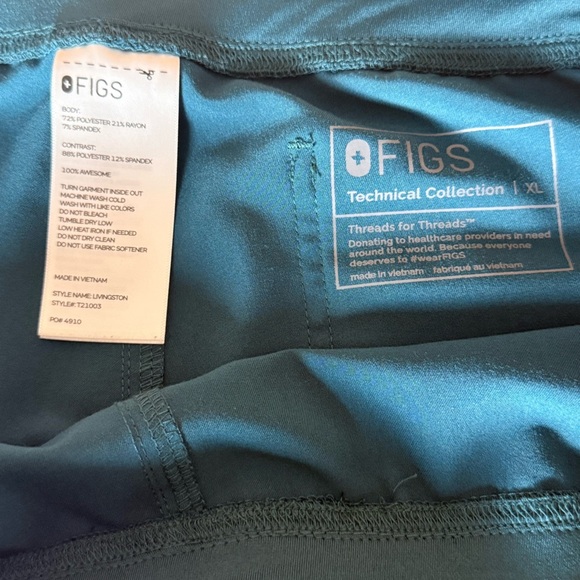 FIGS
BODY:
72% POLYESTER 21% RAYON
7% SPANDEX
CONTRAST:
88% POLYESTER 12% SPANDEX
100% AWESOME
TURN GARMENT INSIDE OUT
MACHINE WASH COLD
WASH WITH LIKE COLORS
DO NOT BLEACH
TUMBLE DRY LOW
LOW HEAT IRON IF NEEDED
DO NOT DRY CLEAN
DO NOT USE FABRIC SOFTENER
MADE IN VIETNAM
STYLE NAME: LIVINGSTON
STYLE#: T21003
PO# 4910
FIGS
Technical Collection | XL
Threads for Threads™
Donating to healthcare providers in need
around the world. Because everyone
deserves to #wearFIGS
made in vietnam fabriqué au vietnam